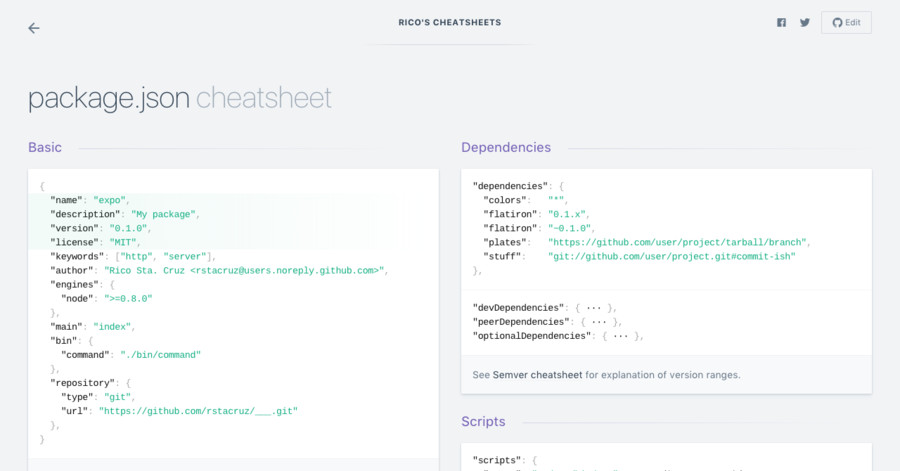 RICO'S CHEATSHEETS
Edit
package.json cheatsheet
Basic
{
"name": "expo",
"description": "My package",
"version": "0.1.0",
"license": "MIT",
"keywords": ["http", "server"],
"author": "Rico Sta. Cruz <rstacruz@users.noreply.github.com>",
"engines": {
"node": ">=0.8.0"
},
"main": "index",
"bin": {
"command": "./bin/command"
},
"repository": {
"type": "git",
"url": "https://github.com/rstacruz/___.git"
},
}
Dependencies
"dependencies": {
"colors": "*",
"flatiron": "0.1.x",
"flatiron": "~0.1.0",
"plates": "https://github.com/user/project/tarball/branch",
"stuff": "git://github.com/user/project.git#commit-ish"
},
"devDependencies": { ··· },
"peerDependencies": { ··· },
"optionalDependencies": { ··· },
See Semver cheatsheet for explanation of version ranges.
Scripts
"scripts": {